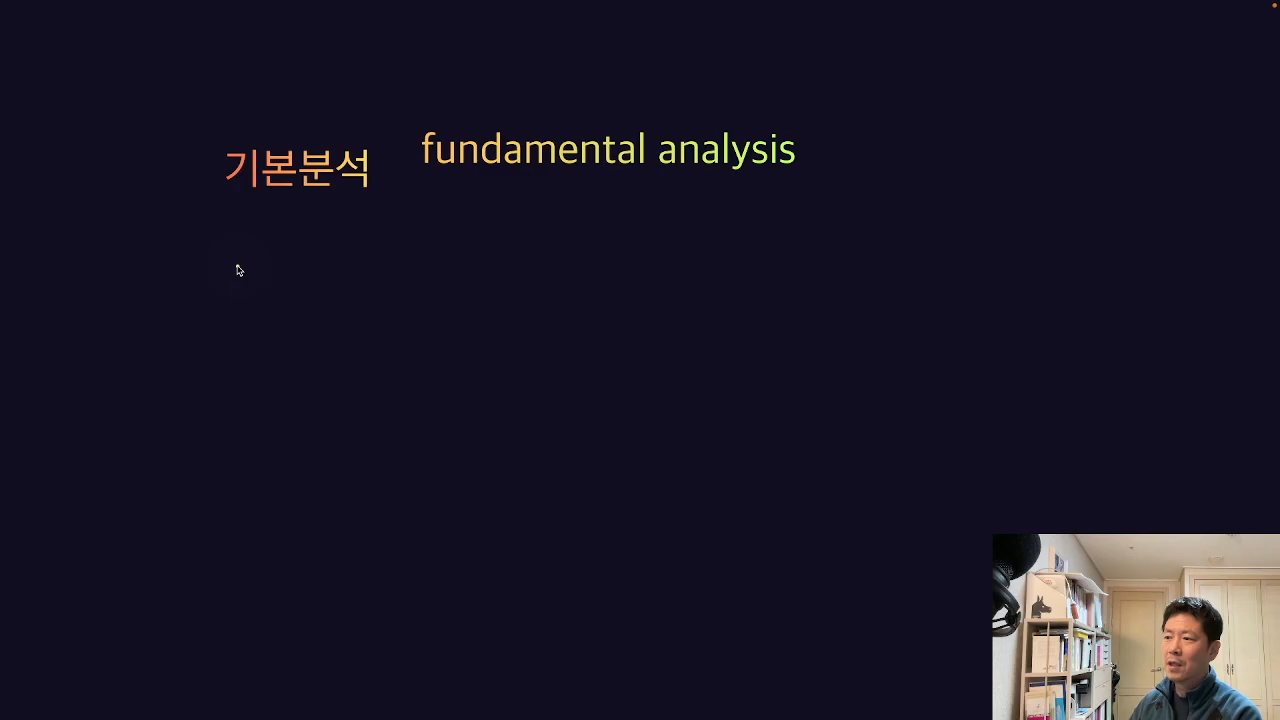 기본분석
fundamental analysis